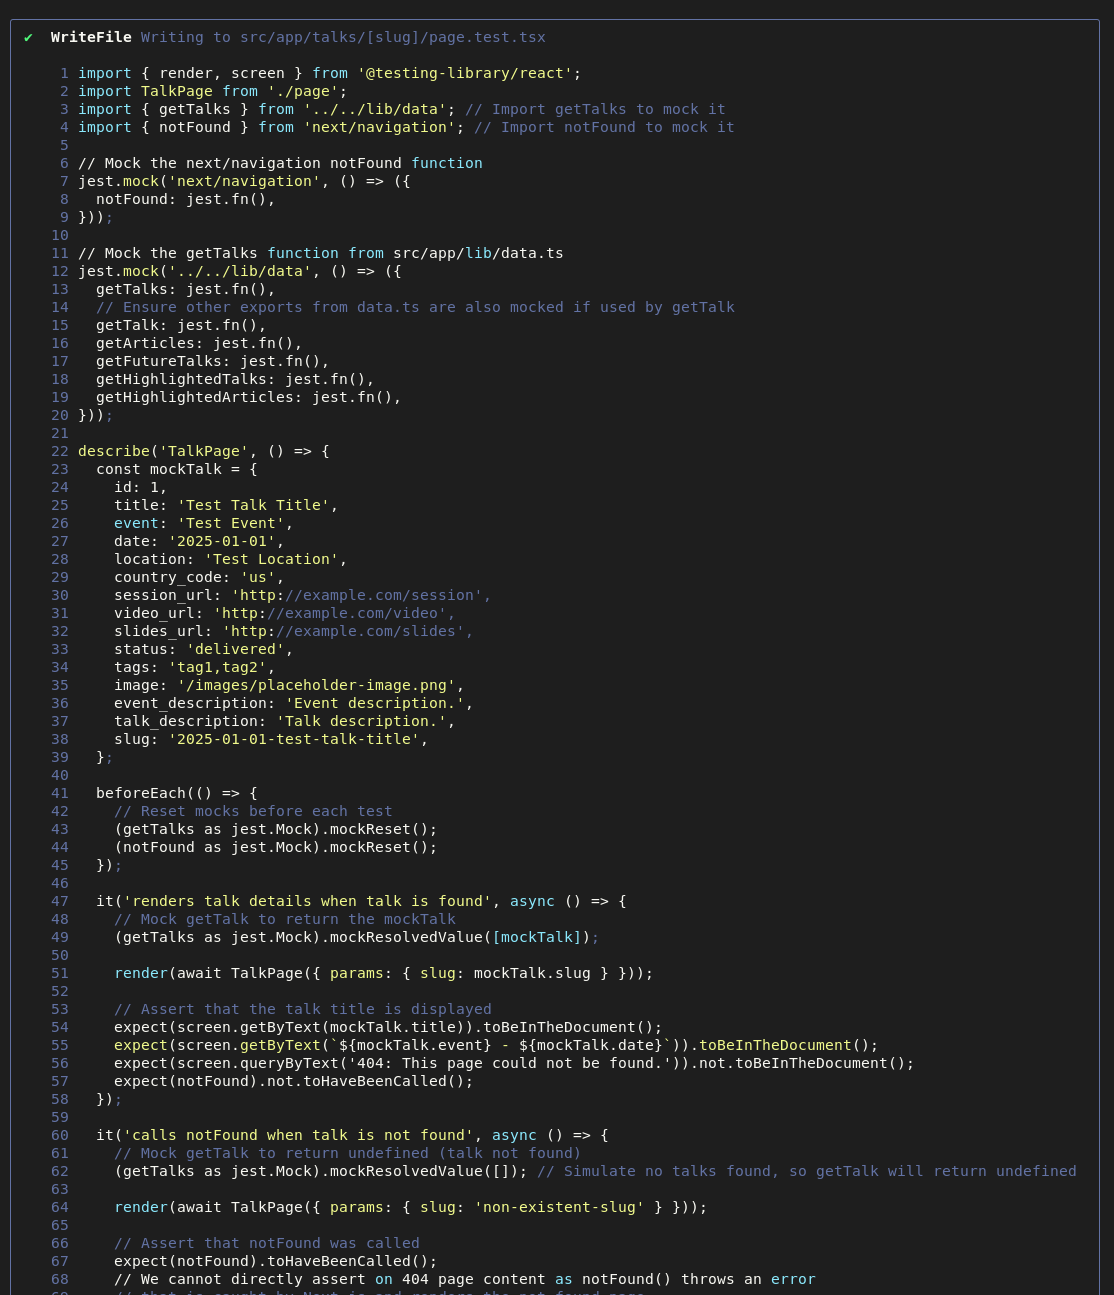 ✔ WriteFile Writing to src/app/talks/[slug]/page.test.tsx
1 import { render, screen } from '@testing-library/react';
2 import TalkPage from './page';
3 import { getTalks } from '../../lib/data'; // Import getTalks to mock it
4 import { notFound } from 'next/navigation'; // Import notFound to mock it
5
6 // Mock the next/navigation notFound function
7 jest.mock('next/navigation', () => ({
8   notFound: jest.fn(),
9 }));
10
11 // Mock the getTalks function from src/app/lib/data.ts
12 jest.mock('../../lib/data', () => ({
13   getTalks: jest.fn(),
14   // Ensure other exports from data.ts are also mocked if used by getTalk
15   getTalk: jest.fn(),
16   getArticles: jest.fn(),
17   getFutureTalks: jest.fn(),
18   getHighlightedTalks: jest.fn(),
19   getHighlightedArticles: jest.fn(),
20 }));
21
22 describe('TalkPage', () => {
23   const mockTalk = {
24     id: 1,
25     title: 'Test Talk Title',
26     event: 'Test Event',
27     date: '2025-01-01',
28     location: 'Test Location',
29     country_code: 'us',
30     session_url: 'http://example.com/session',
31     video_url: 'http://example.com/video',
32     slides_url: 'http://example.com/slides',
33     status: 'delivered',
34     tags: 'tag1,tag2',
35     image: '/images/placeholder-image.png',
36     event_description: 'Event description.',
37     talk_description: 'Talk description.',
38     slug: '2025-01-01-test-talk-title',
39   };
40
41   beforeEach(() => {
42     // Reset mocks before each test
43     (getTalks as jest.Mock).mockReset();
44     (notFound as jest.Mock).mockReset();
45   });
46
47   it('renders talk details when talk is found', async () => {
48     // Mock getTalk to return the mockTalk
49     (getTalks as jest.Mock).mockResolvedValue([mockTalk]);
50
51     render(await TalkPage({ params: { slug: mockTalk.slug } }));
52
53     // Assert that the talk title is displayed
54     expect(screen.getByText(mockTalk.title)).toBeInTheDocument();
55     expect(screen.getByText(`${mockTalk.event} - ${mockTalk.date}`)).toBeInTheDocument();
56     expect(screen.queryByText('404: This page could not be found.')).not.toBeInTheDocument();
57     expect(notFound).not.toHaveBeenCalled();
58   });
59
60   it('calls notFound when talk is not found', async () => {
61     // Mock getTalk to return undefined (talk not found)
62     (getTalks as jest.Mock).mockResolvedValue([]); // Simulate no talks found, so getTalk will return undefined
63
64     render(await TalkPage({ params: { slug: 'non-existent-slug' } }));
65
66     // Assert that notFound was called
67     expect(notFound).toHaveBeenCalled();
68     // We cannot directly assert on 404 page content as notFound() throws an error